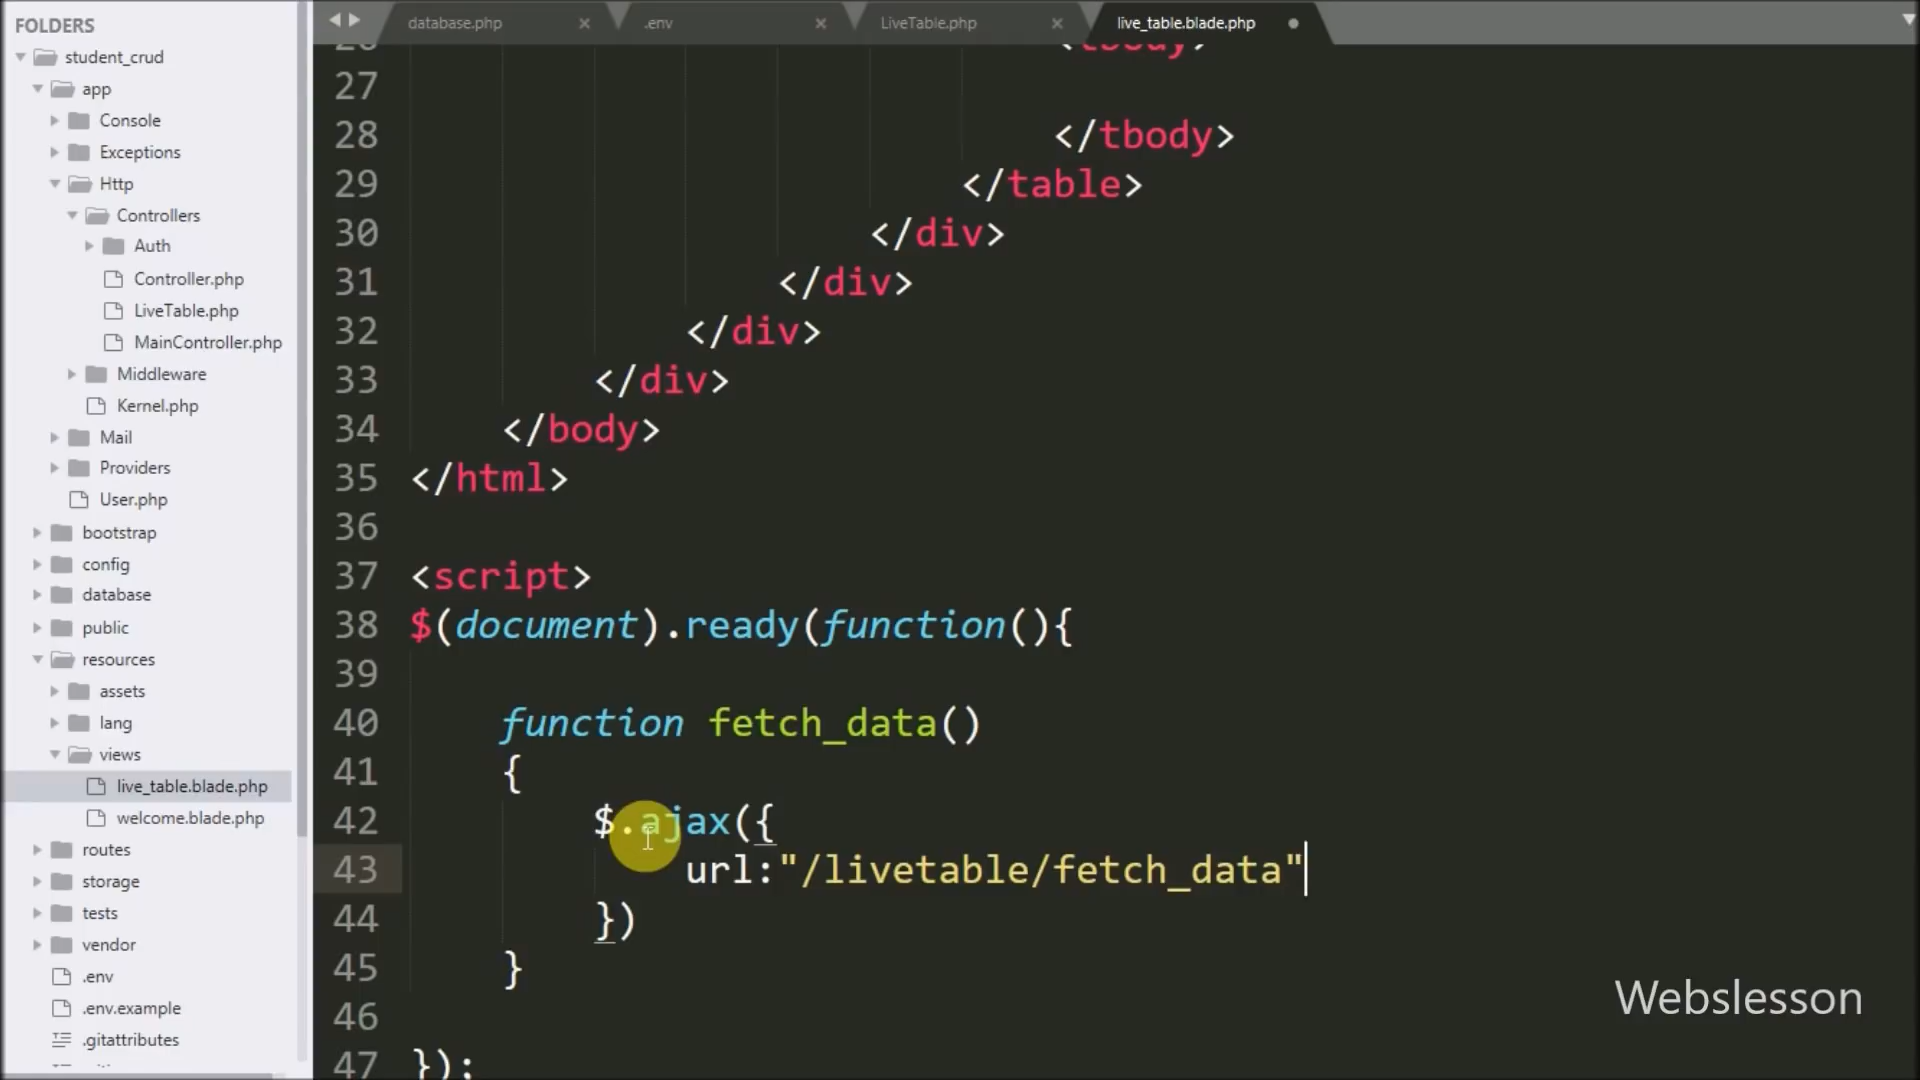 FOLDERS
student_crud
app
Console
Exceptions
Http
Controllers
Auth
Controller.php
LiveTable.php
MainController.php
Middleware
Kernel.php
Mail
Providers
User.php
bootstrap
config
database
public
resources
assets
lang
views
live_table.blade.php
welcome.blade.php
routes
storage
tests
vendor
.env
.env.example
.gitattributes
database.php
.env
LiveTable.php
live_table.blade.php
26 <tbody>
27
28 </tbody>
29 </table>
30 </div>
31 </div>
32 </div>
33 </div>
34 </body>
35 </html>
36
37 <script>
38 $(document).ready(function(){
39
40 function fetch_data()
41 {
42 $.ajax({
43 url:"/livetable/fetch_data"
44 })
45 }
46
47 });
Webslesson